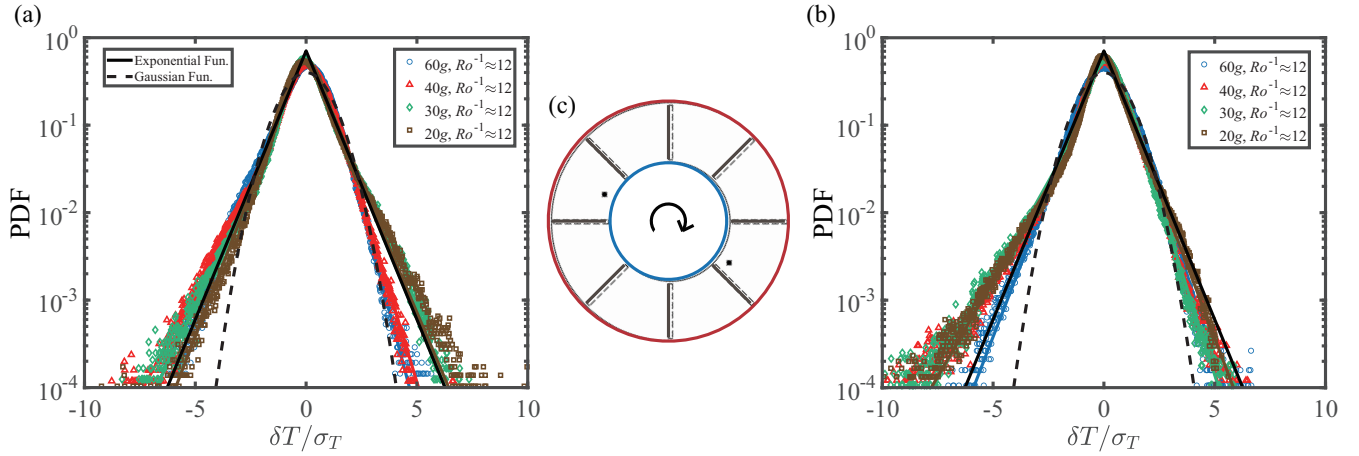 (a)
10^0
10^-1
10^-2
10^-3
10^-4
PDF
Exponential Fun.
Gaussian Fun.
60g, Ro^-1≈12
40g, Ro^-1≈12
30g, Ro^-1≈12
20g, Ro^-1≈12
-10
-5
0
5
10
δT/σ_T
(c)
(b)
10^0
10^-1
10^-2
10^-3
10^-4
PDF
60g, Ro^-1≈12
40g, Ro^-1≈12
30g, Ro^-1≈12
20g, Ro^-1≈12
-10
-5
0
5
10
δT/σ_T